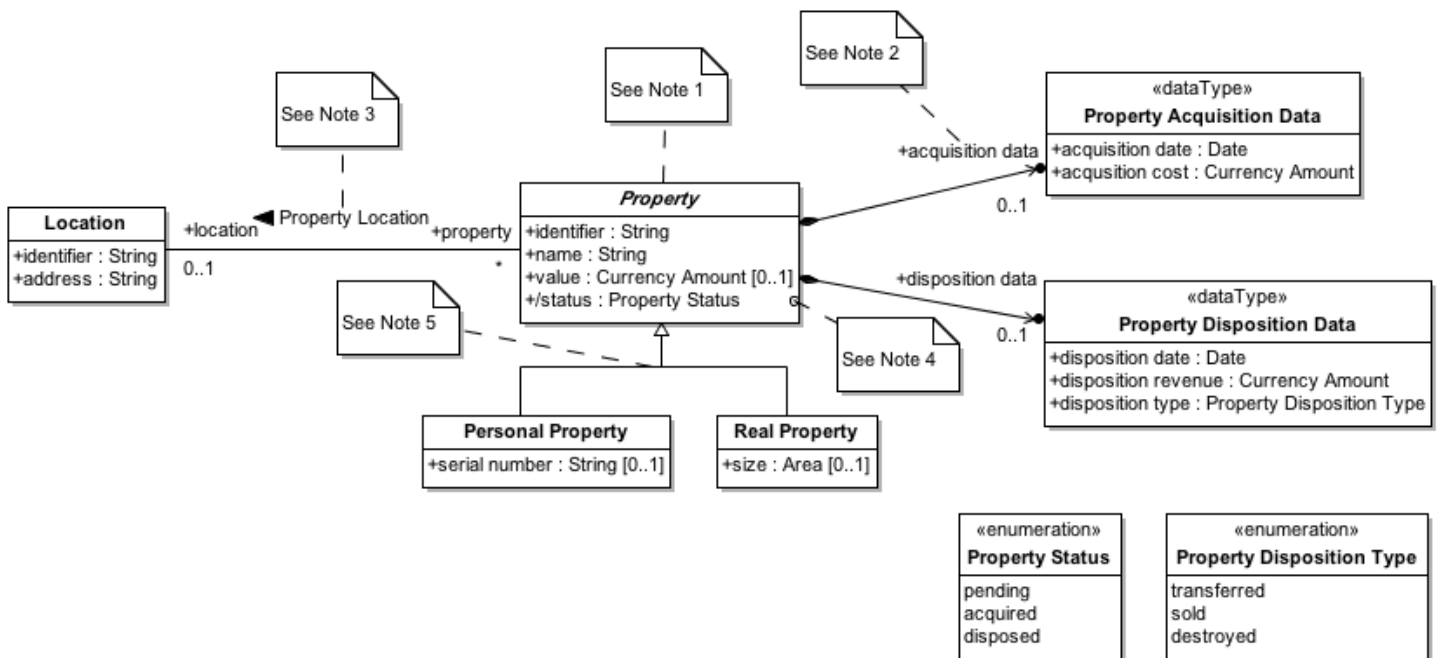 See Note 2
See Note 1
See Note 3
«dataType»
Property Acquisition Data
+acquisition date : Date
+acqusition cost : Currency Amount
+acquisition data
0..1
Property
+identifier : String
+name : String
+value : Currency Amount [0..1]
+/status : Property Status
Location
+identifier : String
+address : String
Property Location
+location
+property
0..1
*
+disposition data
0..1
«dataType»
Property Disposition Data
+disposition date : Date
+disposition revenue : Currency Amount
+disposition type : Property Disposition Type
See Note 5
See Note 4
Personal Property
+serial number : String [0..1]
Real Property
+size : Area [0..1]
«enumeration»
Property Status
pending
acquired
disposed
«enumeration»
Property Disposition Type
transferred
sold
destroyed